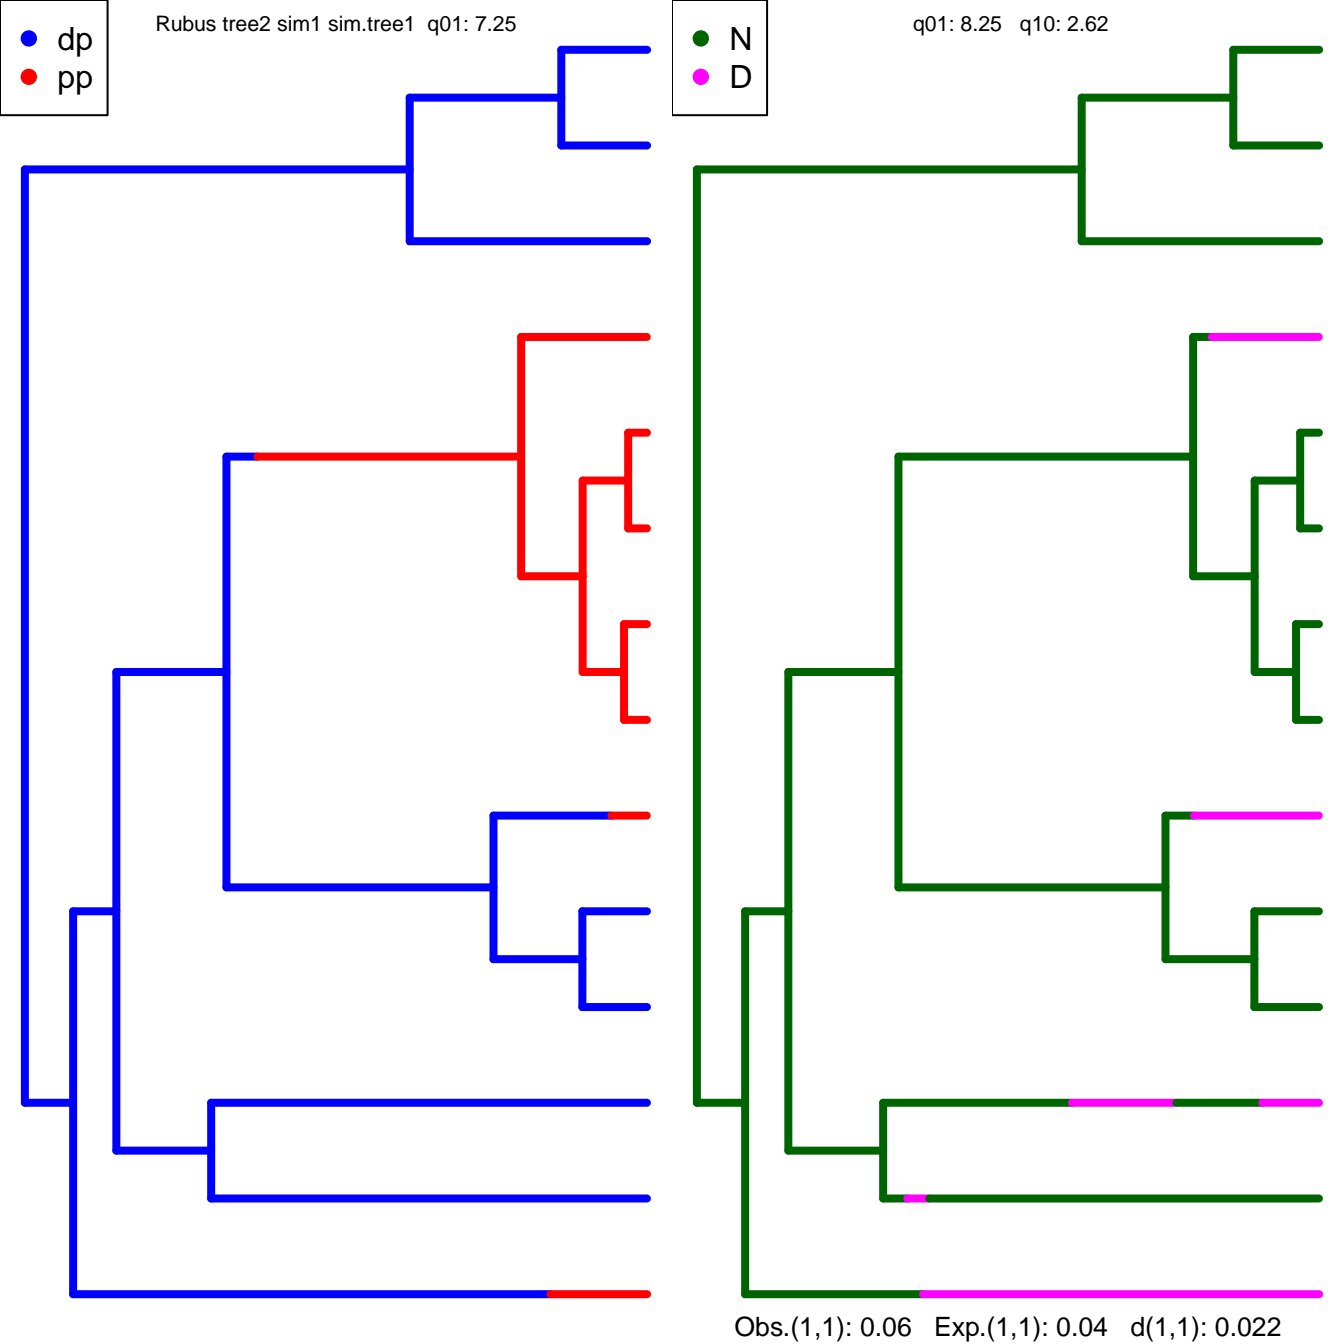 Rubus tree2 sim1 sim.tree1 q01: 7.25
dp
pp
q01: 8.25 q10: 2.62
N
D
Obs.(1,1): 0.06 Exp.(1,1): 0.04 d(1,1): 0.022